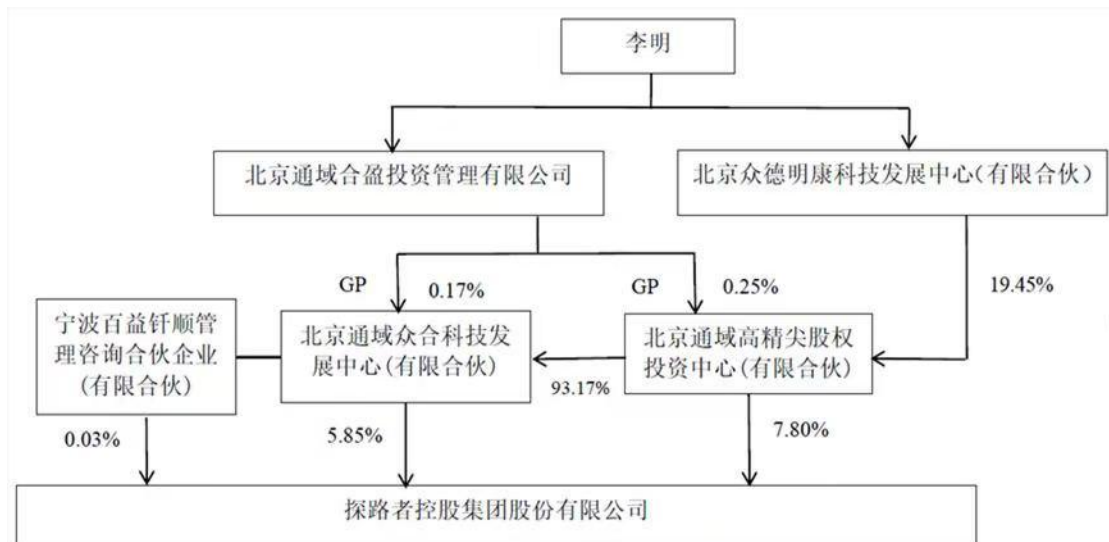 李明
北京通域合盈投资管理有限公司
北京众德明康科技发展中心(有限合伙)
GP
0.17%
GP
0.25%
19.45%
宁波百益钎顺管
理咨询合伙企业
(有限合伙)
北京通域众合科技发
展中心(有限合伙)
北京通域高精尖股权
投资中心(有限合伙)
93.17%
0.03%
5.85%
7.80%
探路者控股集团股份有限公司